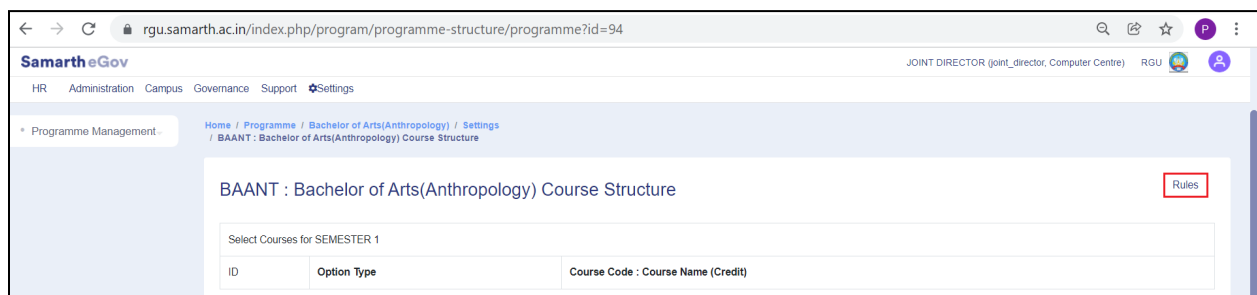 rgu.samarth.ac.in/index.php/program/programme-structure/programme?id=94
P
Samarth eGov
JOINT DIRECTOR (joint_director, Computer Centre) RGU
HR Administration Campus Governance Support Settings
Programme Management
Home / Programme / Bachelor of Arts(Anthropology) / Settings
/ BAANT : Bachelor of Arts(Anthropology) Course Structure
BAANT : Bachelor of Arts(Anthropology) Course Structure
Rules
Select Courses for SEMESTER 1
ID Option Type Course Code : Course Name (Credit)